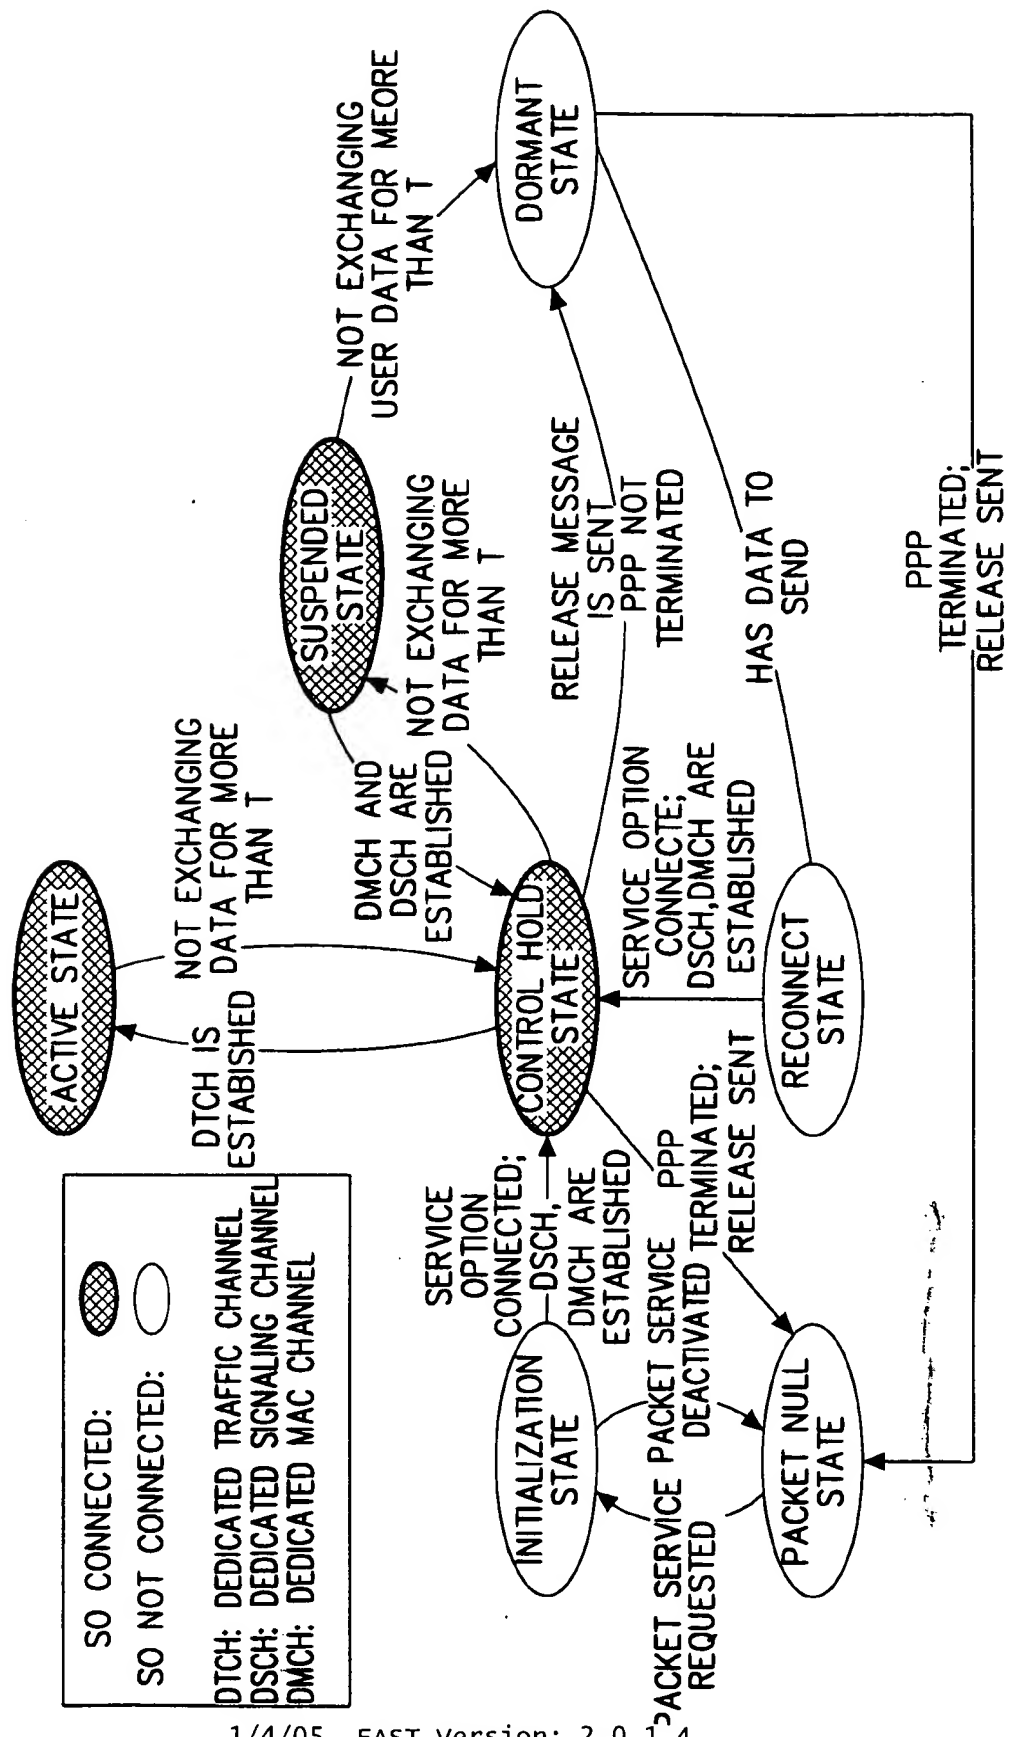 SO CONNECTED:
SO NOT CONNECTED:
DTCH: DEDICATED TRAFFIC CHANNEL
DSCH: DEDICATED SIGNALING CHANNEL
DMCH: DEDICATED MAC CHANNEL
ACTIVE STATE
DTCH IS
ESTABISHED
NOT EXCHANGING
DATA FOR MORE
THAN T
SUSPENDED
STATE
NOT EXCHANGING
USER DATA FOR MEORE
THAN T
DMCH AND
DSCH ARE
ESTABLISHED
NOT EXCHANGING
DATA FOR MORE
THAN T
INITIALIZATION
STATE
SERVICE
OPTION
CONNECTED;
DSCH,
DMCH ARE
ESTABLISHED
CONTROL HOLD
STATE
RELEASE MESSAGE
IS SENT
PPP NOT
TERMINATED
DORMANT
STATE
PACKET SERVICE
REQUESTED
PACKET SERVICE
DEACTIVATED
PPP
TERMINATED;
RELEASE SENT
SERVICE OPTION
CONNECTE;
DSCH,DMCH ARE
ESTABLISHED
HAS DATA TO
SEND
PACKET NULL
STATE
RECONNECT
STATE
PPP
TERMINATED;
RELEASE SENT
1/4/05, EAST Version: 2.0.1.4